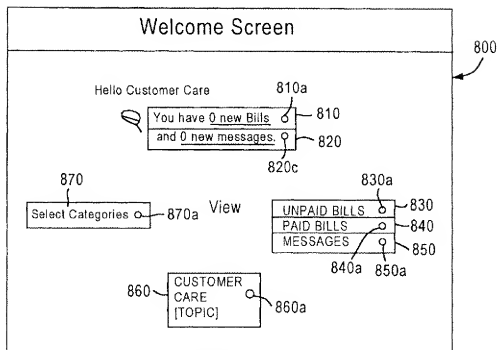 Welcome Screen
800
Hello Customer Care
810a
You have 0 new Bills
810
and 0 new messages.
820
820c
870
Select Categories
870a
View
830a
UNPAID BILLS
830
PAID BILLS
840
MESSAGES
850
840a
850a
860
CUSTOMER
CARE
[TOPIC]
860a